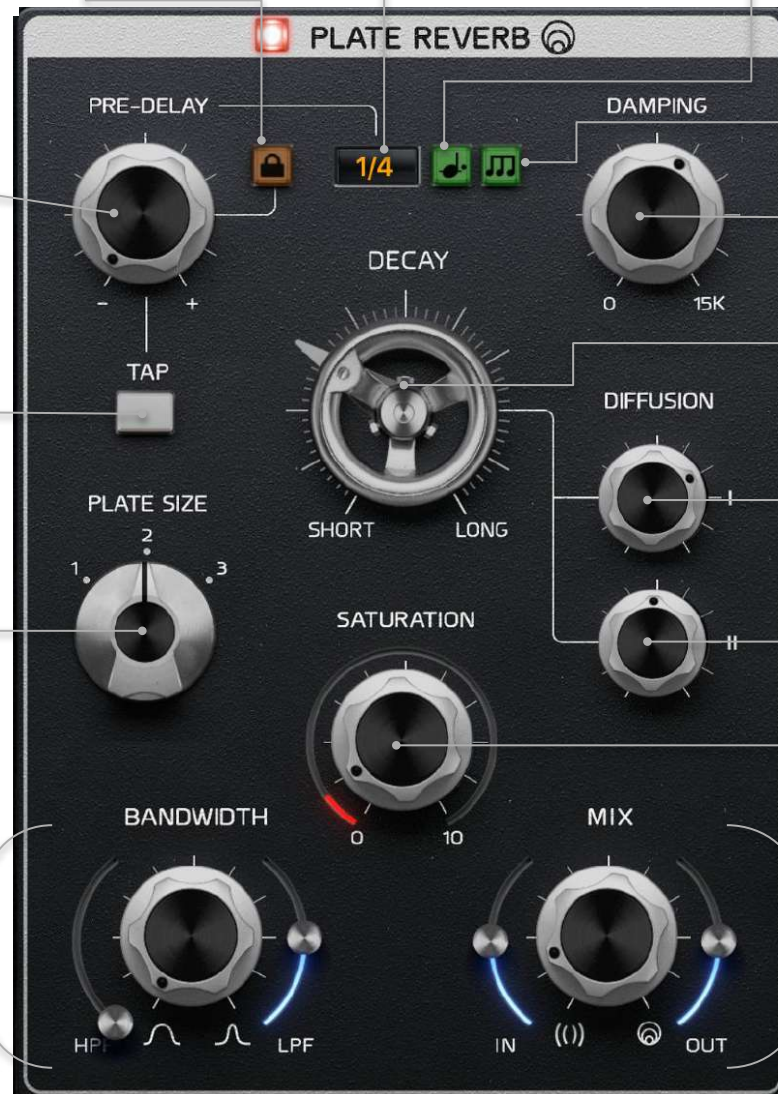 PLATE REVERB
PRE-DELAY
DAMPING
1/4
DECAY
- +
0 15K
TAP
DIFFUSION
I
PLATE SIZE
SHORT LONG
1 2 3
SATURATION
II
BANDWIDTH
MIX
0 10
HPF LPF
IN OUT